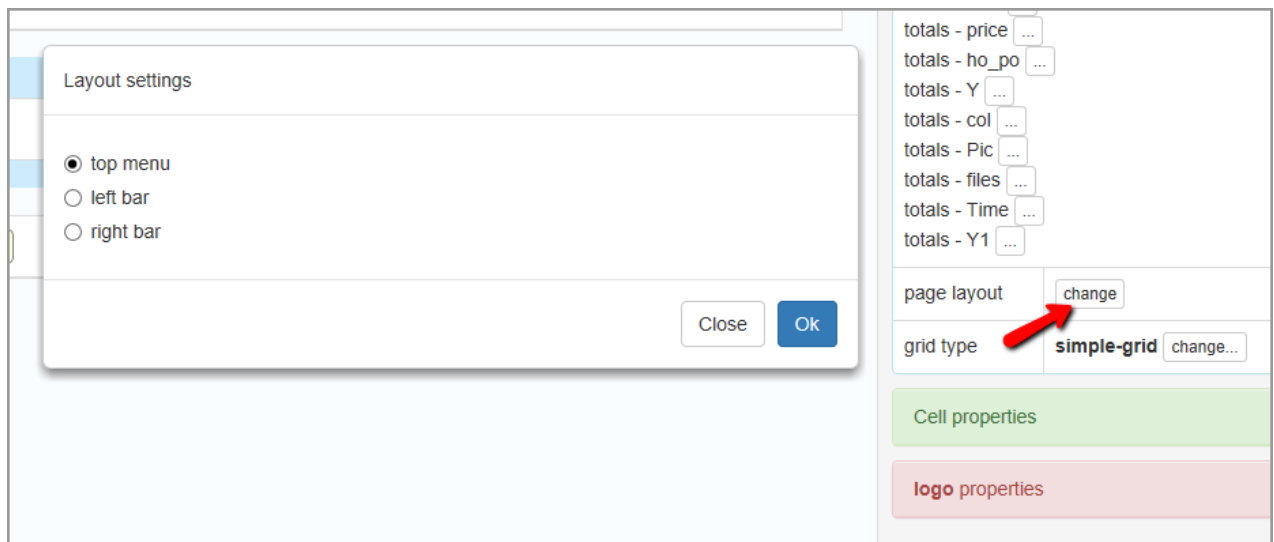 Layout settings
top menu
left bar
right bar
Close Ok
totals - price ...
totals - ho_po ...
totals - Y ...
totals - col ...
totals - Pic ...
totals - files ...
totals - Time ...
totals - Y1 ...
page layout change
grid type simple-grid change...
Cell properties
logo properties